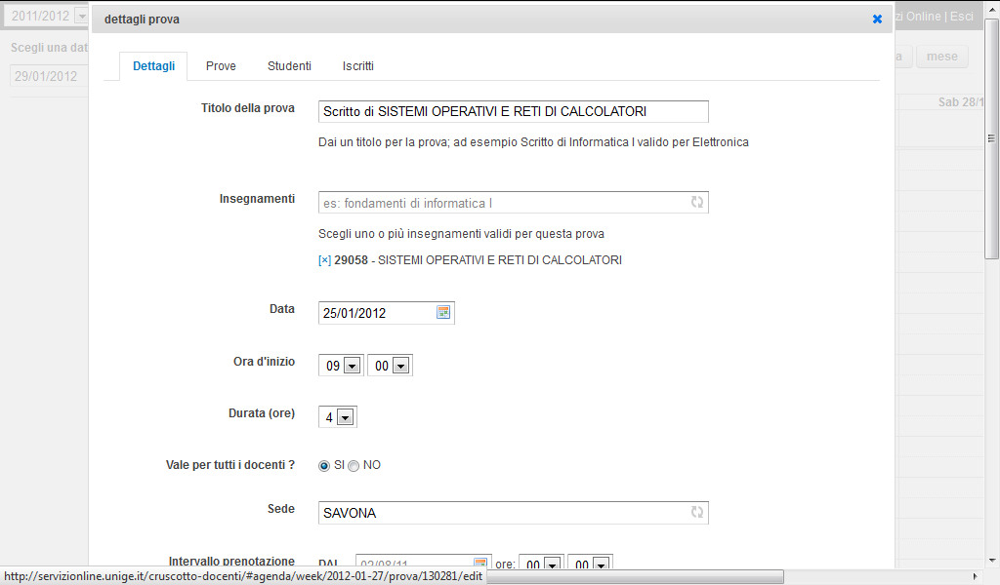 2011/2012
zi Online | Esci
dettagli prova
Scegli una dat
29/01/2012
a
mese
Sab 28/1
Dettagli
Prove
Studenti
Iscritti
Titolo della prova
Scritto di SISTEMI OPERATIVI E RETI DI CALCOLATORI
Dai un titolo per la prova; ad esempio Scritto di Informatica I valido per Elettronica
Insegnamenti
es: fondamenti di informatica I
Scegli uno o più insegnamenti validi per questa prova
[×] 29058 - SISTEMI OPERATIVI E RETI DI CALCOLATORI
Data
25/01/2012
Ora d'inizio
09 00
Durata (ore)
4
Vale per tutti i docenti ?
SI NO
Sede
SAVONA
Intervallo prenotazione
DAL 02/08/11 ore: 00 00
http://servizionline.unige.it/cruscotto-docenti/#agenda/week/2012-01-27/prova/130281/edit